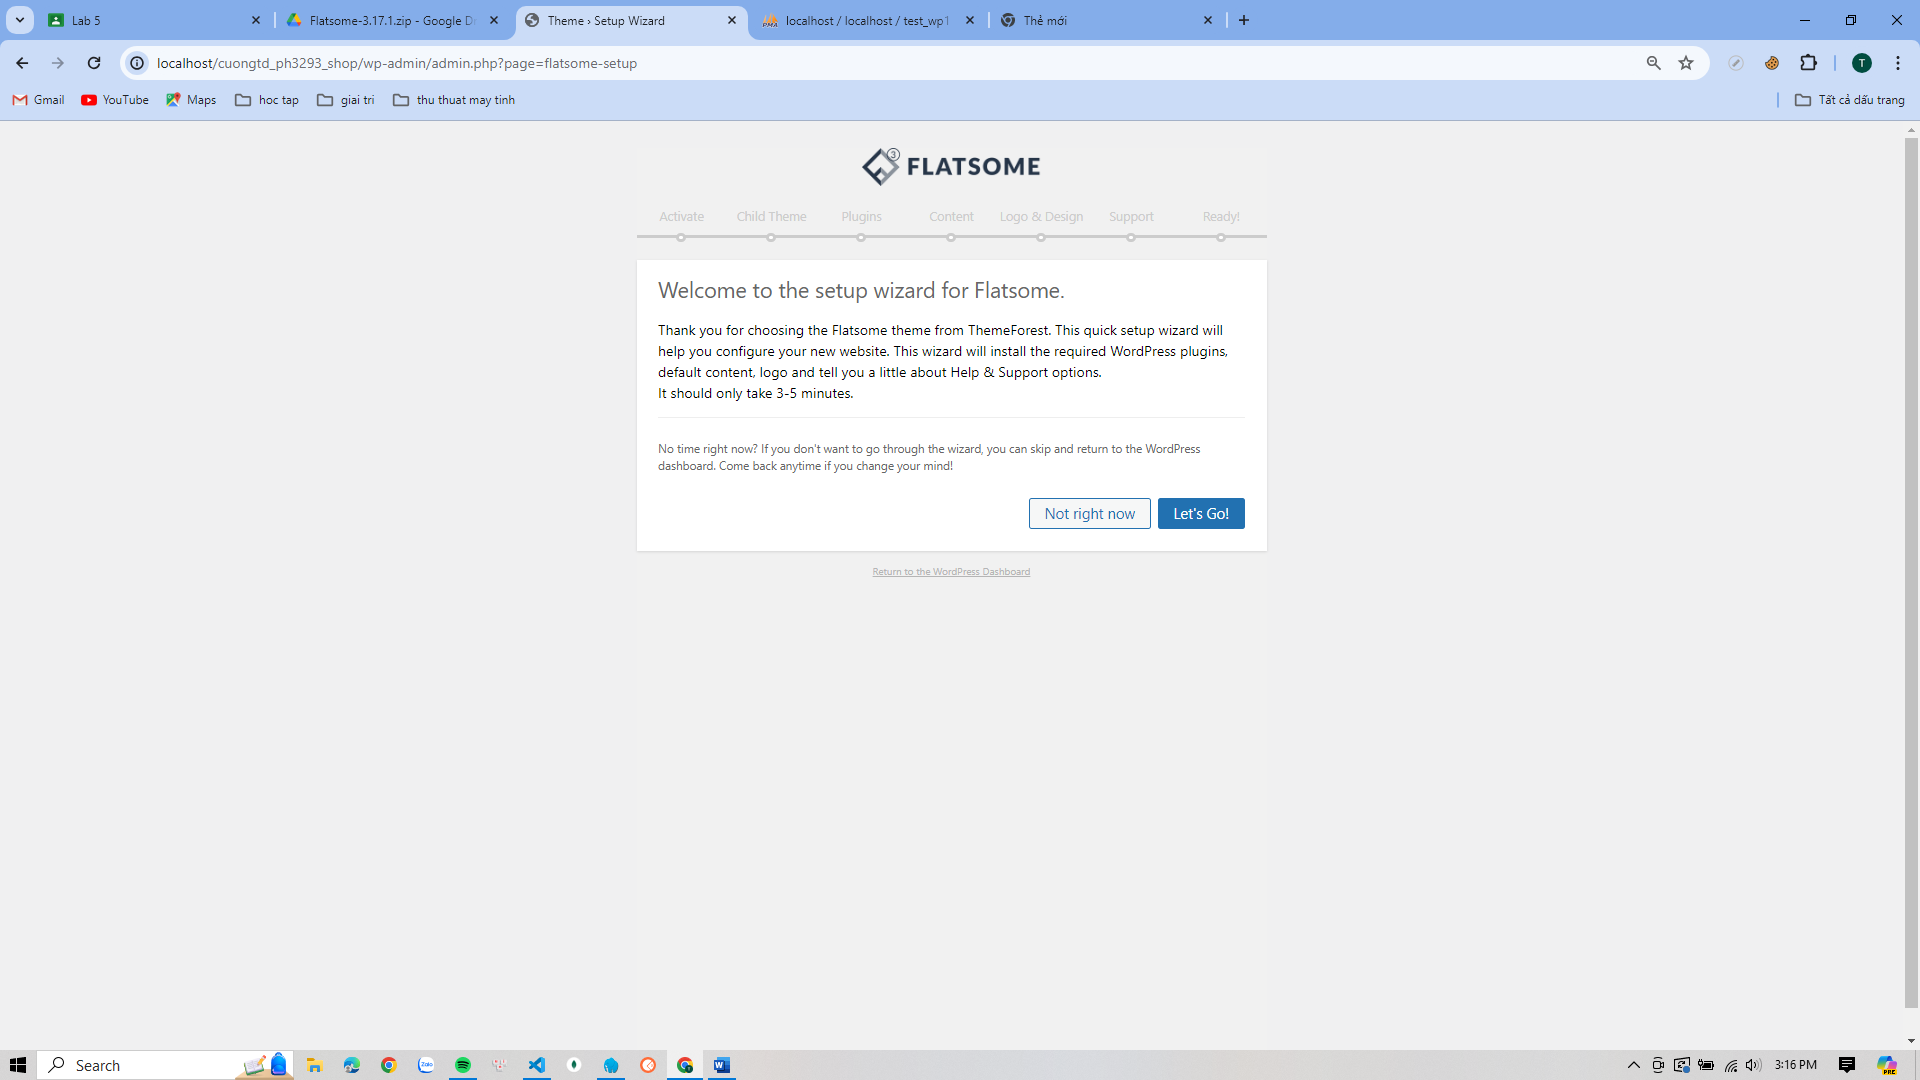 Lab 5
Flatsome-3.17.1.zip - Google Dr
Theme › Setup Wizard
localhost / localhost / test_wp1
Thẻ mới
localhost/cuongtd_ph3293_shop/wp-admin/admin.php?page=flatsome-setup
T
Gmail
YouTube
Maps
hoc tap
giai tri
thu thuat may tinh
Tất cả dấu trang
3
FLATSOME
Activate
Child Theme
Plugins
Content
Logo & Design
Support
Ready!
Welcome to the setup wizard for Flatsome.
Thank you for choosing the Flatsome theme from ThemeForest. This quick setup wizard will
help you configure your new website. This wizard will install the required WordPress plugins,
default content, logo and tell you a little about Help & Support options.
It should only take 3-5 minutes.
No time right now? If you don't want to go through the wizard, you can skip and return to the WordPress
dashboard. Come back anytime if you change your mind!
Not right now
Let's Go!
Return to the WordPress Dashboard
Search
Zalo
3:16 PM
PRE